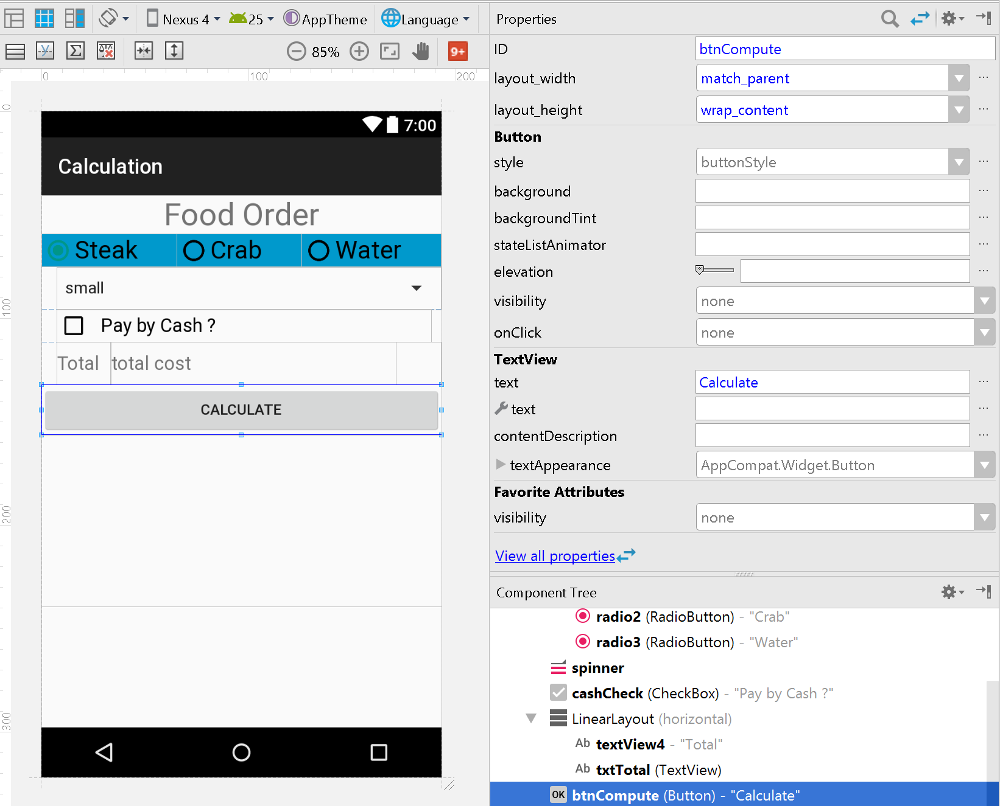 Nexus 4 25 AppTheme Language
85% 9+
0 100 200
0
100
200
300
7:00
Calculation
Food Order
Steak Crab Water
small
Pay by Cash ?
Total total cost
CALCULATE
Properties
ID btnCompute
layout_width match_parent ...
layout_height wrap_content ...
Button
style buttonStyle ...
background ...
backgroundTint ...
stateListAnimator ...
elevation ...
visibility none
onClick none
TextView
text Calculate ...
text ...
contentDescription ...
textAppearance AppCompat.Widget.Button
Favorite Attributes
visibility none
View all properties
Component Tree
radio2 (RadioButton) - "Crab"
radio3 (RadioButton) - "Water"
spinner
cashCheck (CheckBox) - "Pay by Cash ?"
LinearLayout (horizontal)
Ab textView4 - "Total"
Ab txtTotal (TextView)
OK btnCompute (Button) - "Calculate"